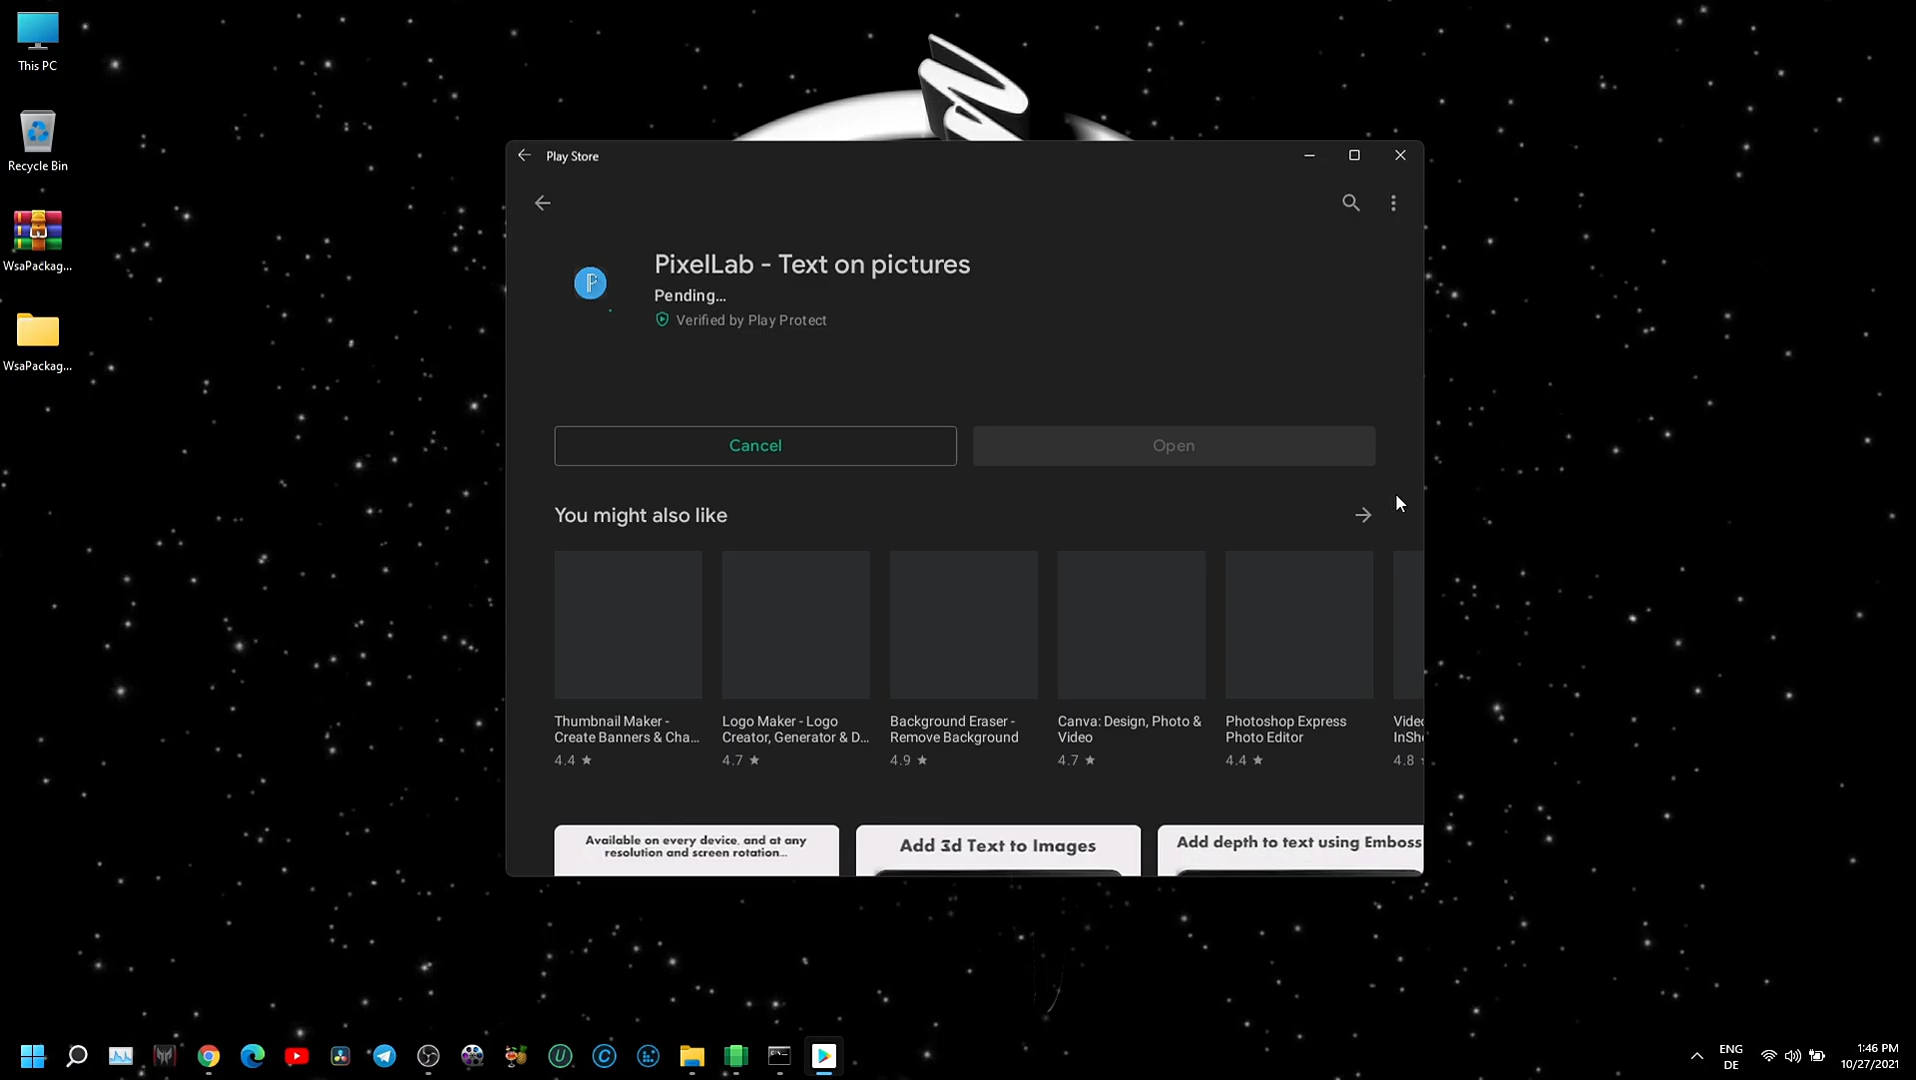 This PC
Recycle Bin
WsaPackag...
WsaPackag...
Play Store
PixelLab - Text on pictures
Pending...
Verified by Play Protect
Cancel
Open
You might also like
Thumbnail Maker -
Create Banners & Cha...
4.4 ★
Logo Maker - Logo
Creator, Generator & D...
4.7 ★
Background Eraser -
Remove Background
4.9 ★
Canva: Design, Photo &
Video
4.7 ★
Photoshop Express
Photo Editor
4.4 ★
4.8
Available on every device, and at any
resolution and screen rotation...
Add 3d Text to Images
Add depth to text using Emboss
ENG
DE
1:46 PM
10/27/2021